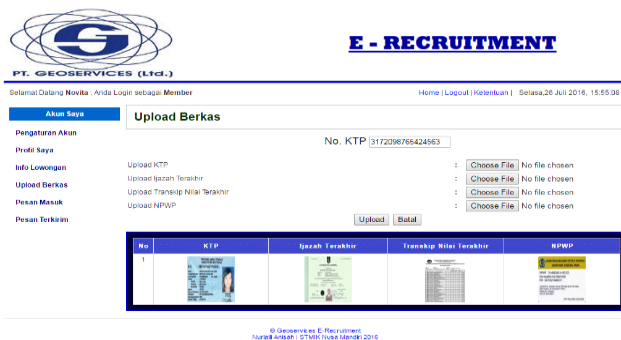 E - RECRUITMENT
PT. GEOSERVICES (Ltd.)
Selamat Datang Novita , Anda Login sebagai Member
Home | Logout | Ketentuan | Selasa,26 Juli 2016, 15:55:08
Akun Saya
Pengaturan Akun
Profil Saya
Info Lowongan
Upload Berkas
Pesan Masuk
Pesan Terkirim
Upload Berkas
No. KTP 3172098765424563
Upload KTP : Choose File No file chosen
Upload Ijazah Terakhir : Choose File No file chosen
Upload Transkip Nilai Terakhir : Choose File No file chosen
Upload NPWP : Choose File No file chosen
Upload Batal
No KTP Ijazah Terakhir Transkip Nilai Terakhir NPWP
1
© Geoservices E-Recruitment
Nurlaili Anisah | STMIK Nusa Mandiri 2016